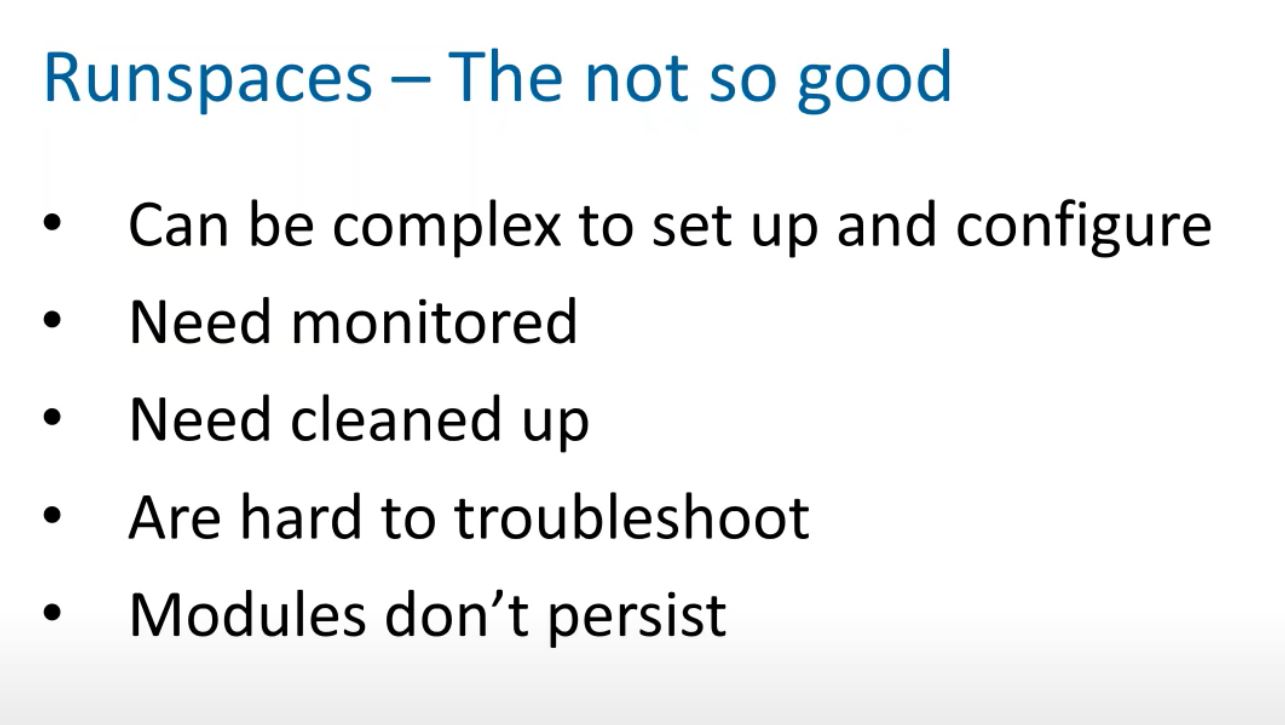 Runspaces – The not so good
• Can be complex to set up and configure
• Need monitored
• Need cleaned up
• Are hard to troubleshoot
• Modules don’t persist